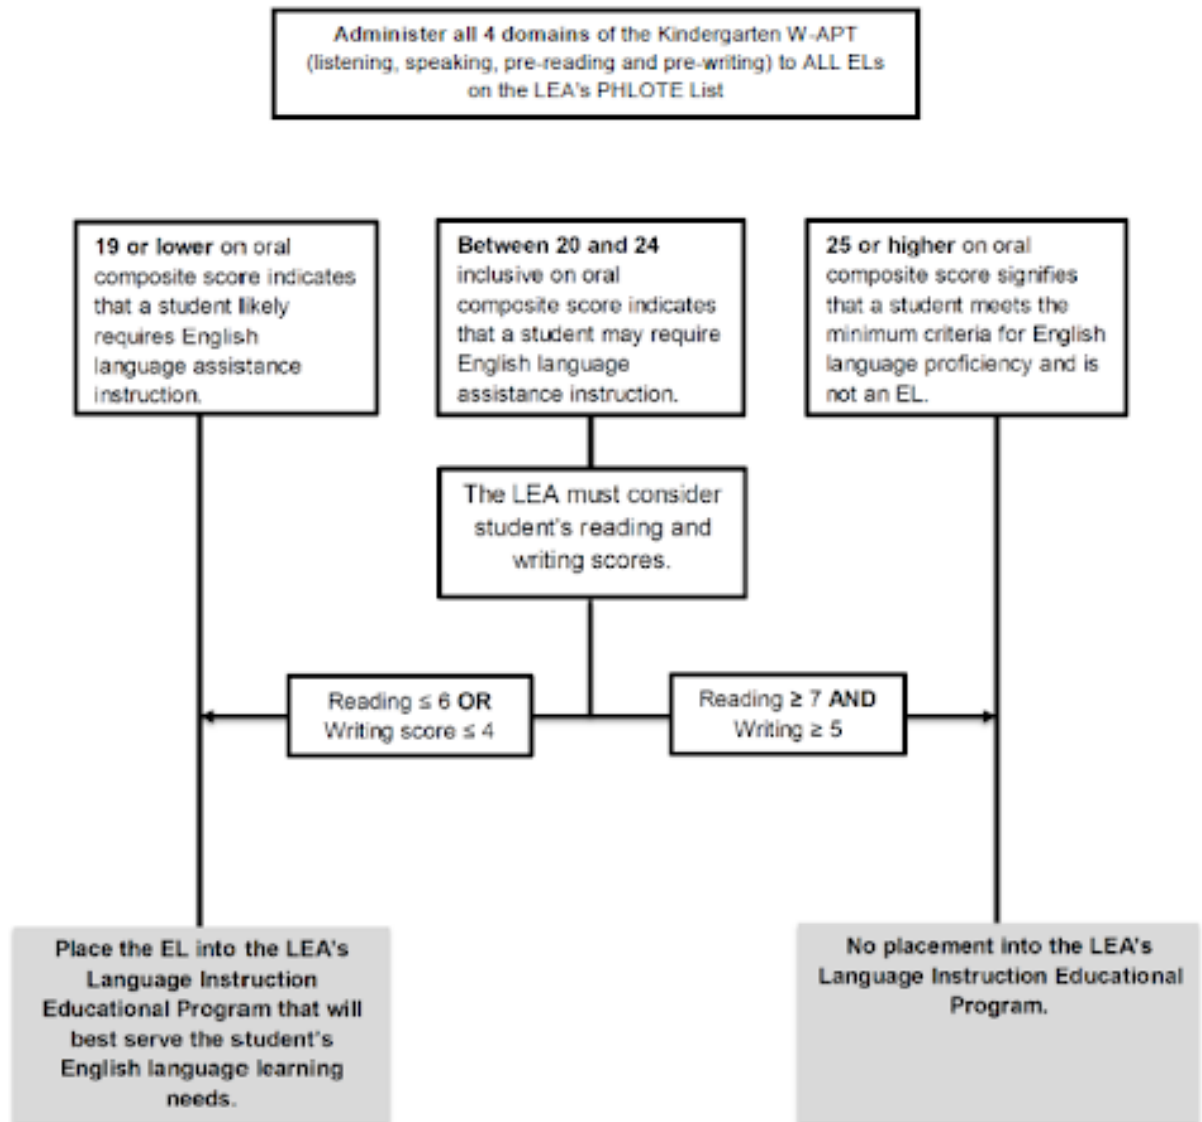 Administer all 4 domains of the Kindergarten W-APT
(listening, speaking, pre-reading and pre-writing) to ALL ELs
on the LEA's PHLOTE List
19 or lower on oral
composite score indicates
that a student likely
requires English
language assistance
instruction.
Between 20 and 24
inclusive on oral
composite score indicates
that a student may require
English language
assistance instruction.
25 or higher on oral
composite score signifies
that a student meets the
minimum criteria for English
language proficiency and is
not an EL.
The LEA must consider
student's reading and
writing scores.
Reading ≤ 6 OR
Writing score ≤ 4
Reading ≥ 7 AND
Writing ≥ 5
Place the EL into the LEA's
Language Instruction
Educational Program that will
best serve the student's
English language learning
needs.
No placement into the LEA's
Language Instruction Educational
Program.